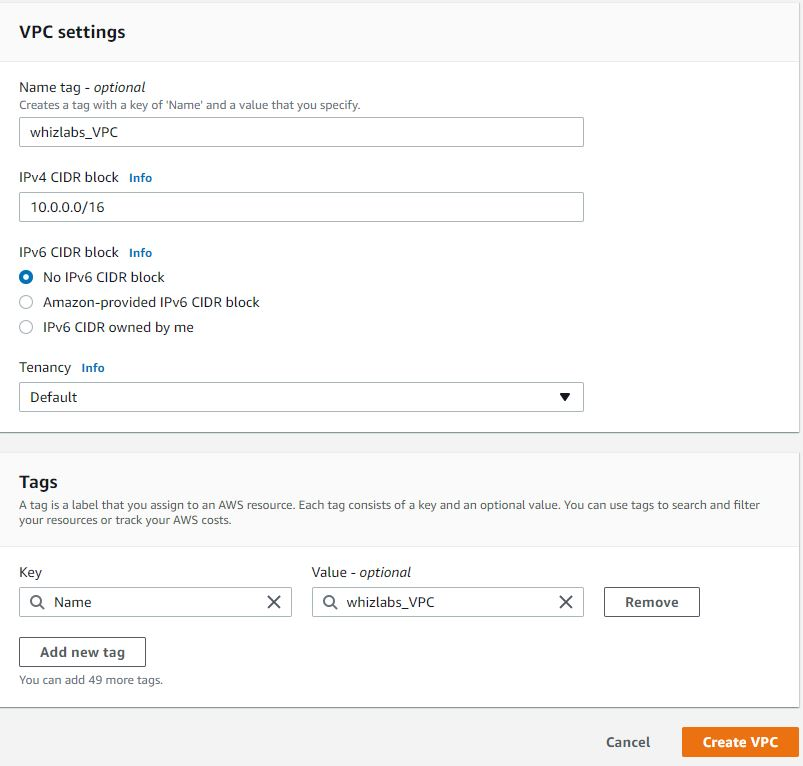 VPC settings
Name tag - optional
Creates a tag with a key of 'Name' and a value that you specify.
whizlabs_VPC
IPv4 CIDR block Info
10.0.0.0/16
IPv6 CIDR block Info
No IPv6 CIDR block
Amazon-provided IPv6 CIDR block
IPv6 CIDR owned by me
Tenancy Info
Default
Tags
A tag is a label that you assign to an AWS resource. Each tag consists of a key and an optional value. You can use tags to search and filter
your resources or track your AWS costs.
Key Value - optional
Name whizlabs_VPC Remove
Add new tag
You can add 49 more tags.
Cancel Create VPC